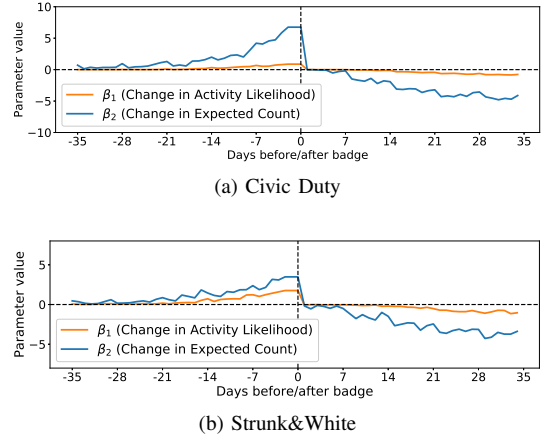 10
5
0
−5
−10
Parameter value
β1 (Change in Activity Likelihood)
β2 (Change in Expected Count)
-35 -28 -21 -14 -7 0 7 14 21 28 35
Days before/after badge
(a) Civic Duty
5
0
−5
Parameter value
β1 (Change in Activity Likelihood)
β2 (Change in Expected Count)
-35 -28 -21 -14 -7 0 7 14 21 28 35
Days before/after badge
(b) Strunk&White